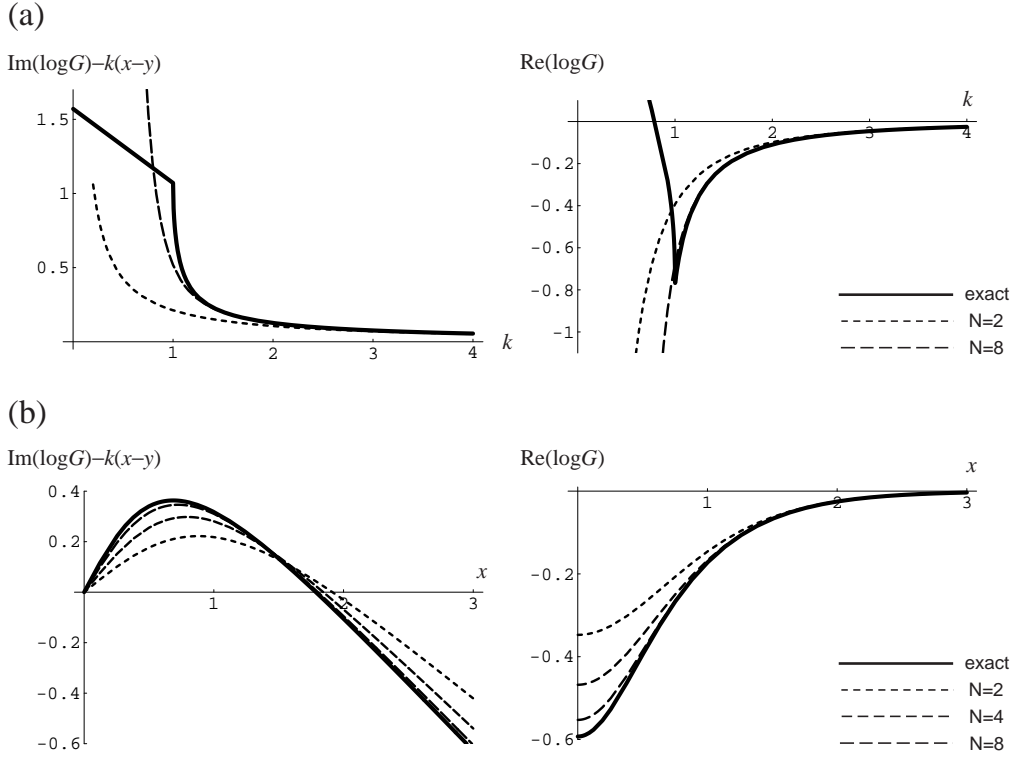 (a)
Im(logG)−k(x−y)
1.5
1
0.5
1 2 3 4
k
Re(logG)
k
1 2 3 4
-0.2
-0.4
-0.6
-0.8
-1
exact
N=2
N=8
(b)
Im(logG)−k(x−y)
0.4
0.2
-0.2
-0.4
-0.6
1 2 3
x
Re(logG)
x
1 2 3
-0.2
-0.4
-0.6
exact
N=2
N=4
N=8